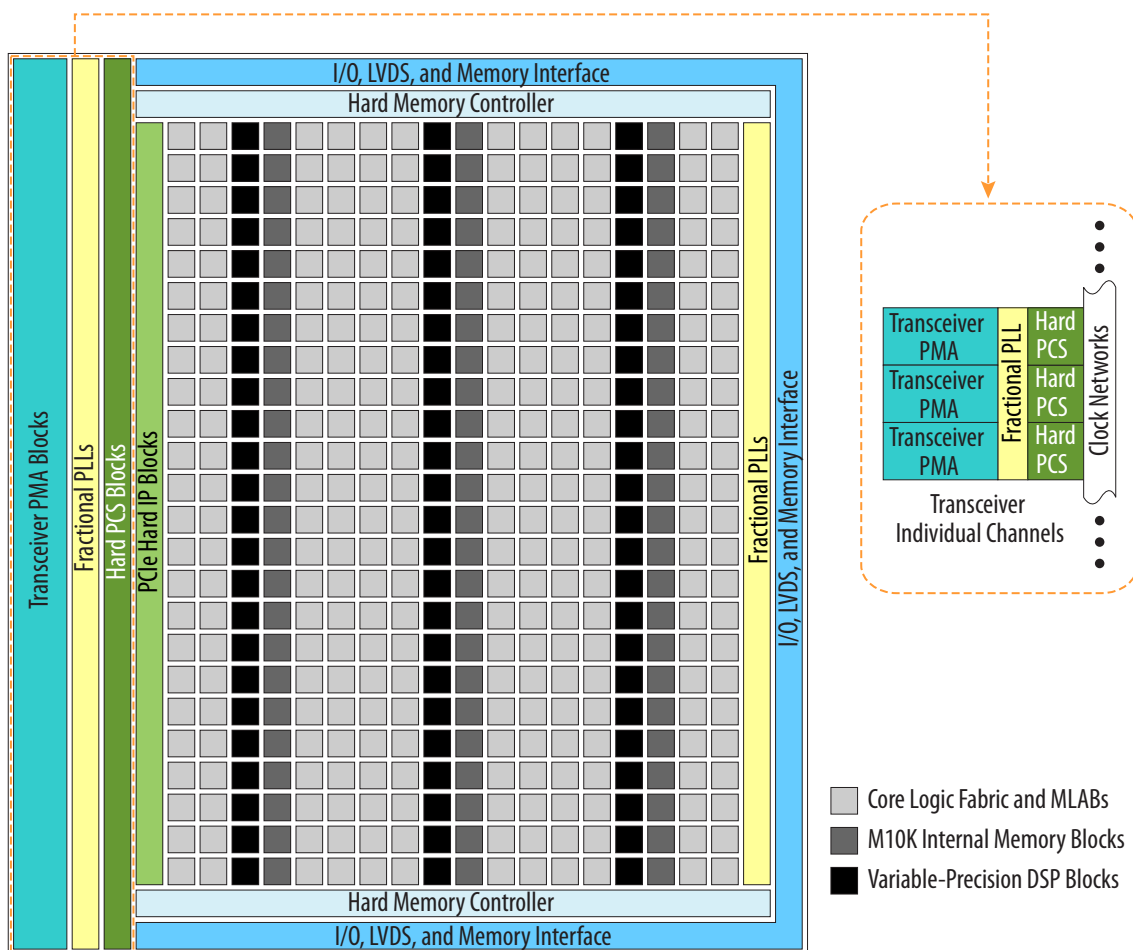 I/O, LVDS, and Memory Interface
Hard Memory Controller
Transceiver PMA Blocks
Fractional PLLs
Hard PCS Blocks
PCIe Hard IP Blocks
Fractional PLLs
I/O, LVDS, and Memory Interface
Hard Memory Controller
I/O, LVDS, and Memory Interface
Transceiver
PMA
Transceiver
PMA
Transceiver
PMA
Fractional PLL
Hard
PCS
Hard
PCS
Hard
PCS
Clock Networks
Transceiver
Individual Channels
Core Logic Fabric and MLABs
M10K Internal Memory Blocks
Variable-Precision DSP Blocks